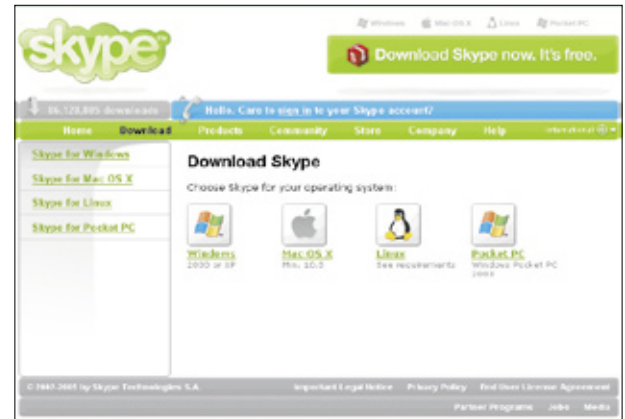 Windows Mac OS X Linux Pocket PC
skype
Download Skype now. It's free.
downloads Hello. Care to sign in to your Skype account?
Home Download Products Community Store Company Help International
Skype for Windows
Skype for Mac OS X
Skype for Linux
Skype for Pocket PC
Download Skype
Choose Skype for your operating system:
Windows Mac OS X Linux Pocket PC
2000 or XP Min. See requirements Windows Pocket PC
2003
© 2002-2005 by Skype Technologies S.A. Important Legal Notice Privacy Policy End User License Agreement
Partner Programs Jobs Media